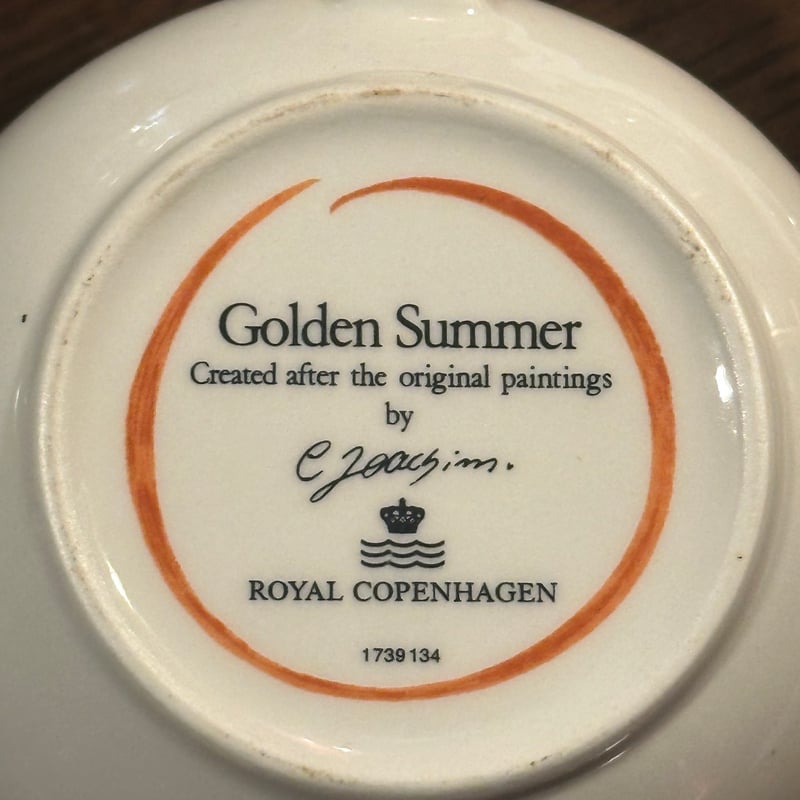 Golden Summer
Created after the original paintings
by
C Joachim.
ROYAL COPENHAGEN
1739134